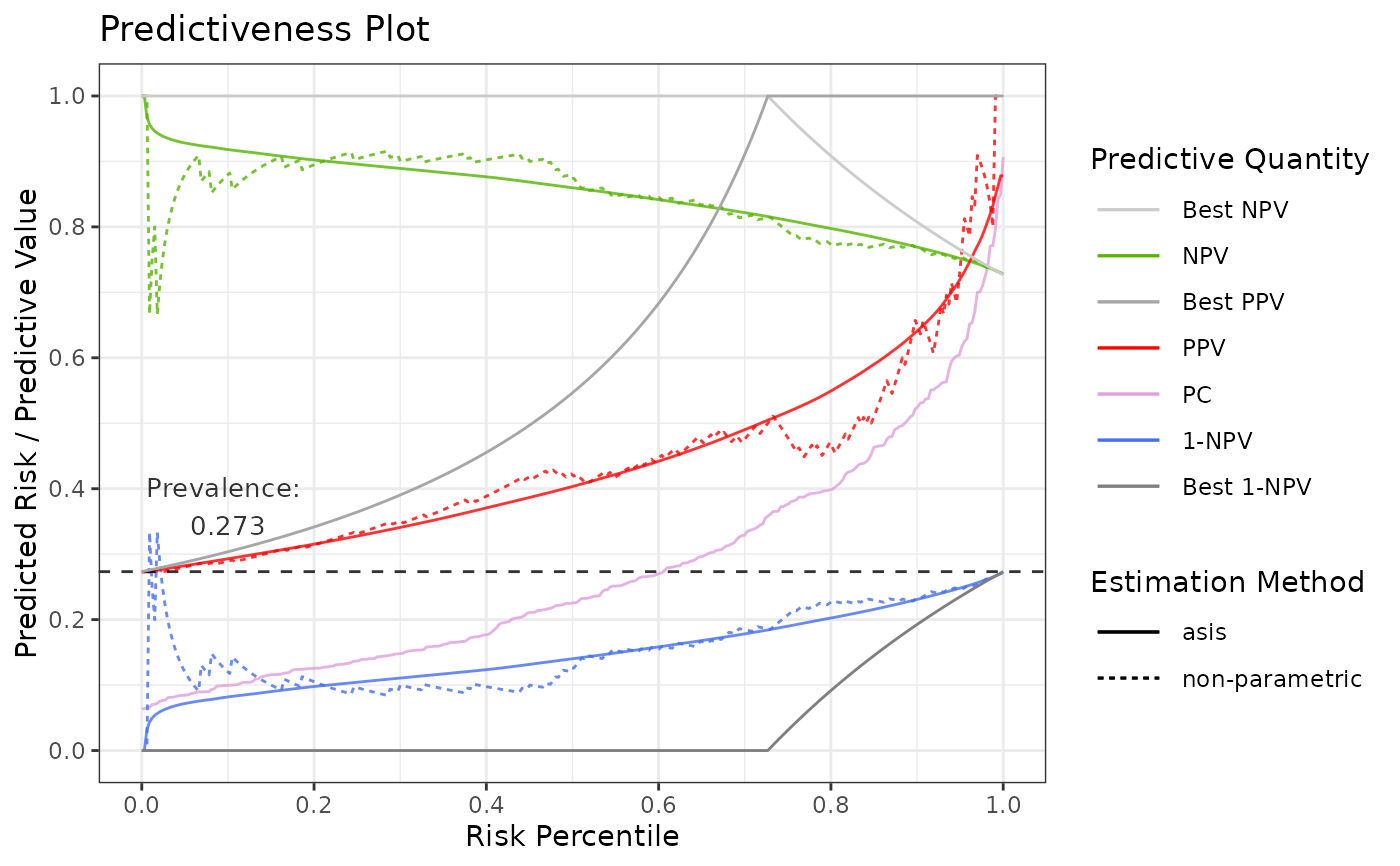 Predictiveness Plot
Predicted Risk / Predictive Value
1.0
0.8
0.6
0.4
0.2
0.0
Prevalence:
0.273
0.0
0.2
0.4
0.6
0.8
1.0
Risk Percentile
Predictive Quantity
Best NPV
NPV
Best PPV
PPV
PC
1-NPV
Best 1-NPV
Estimation Method
asis
non-parametric